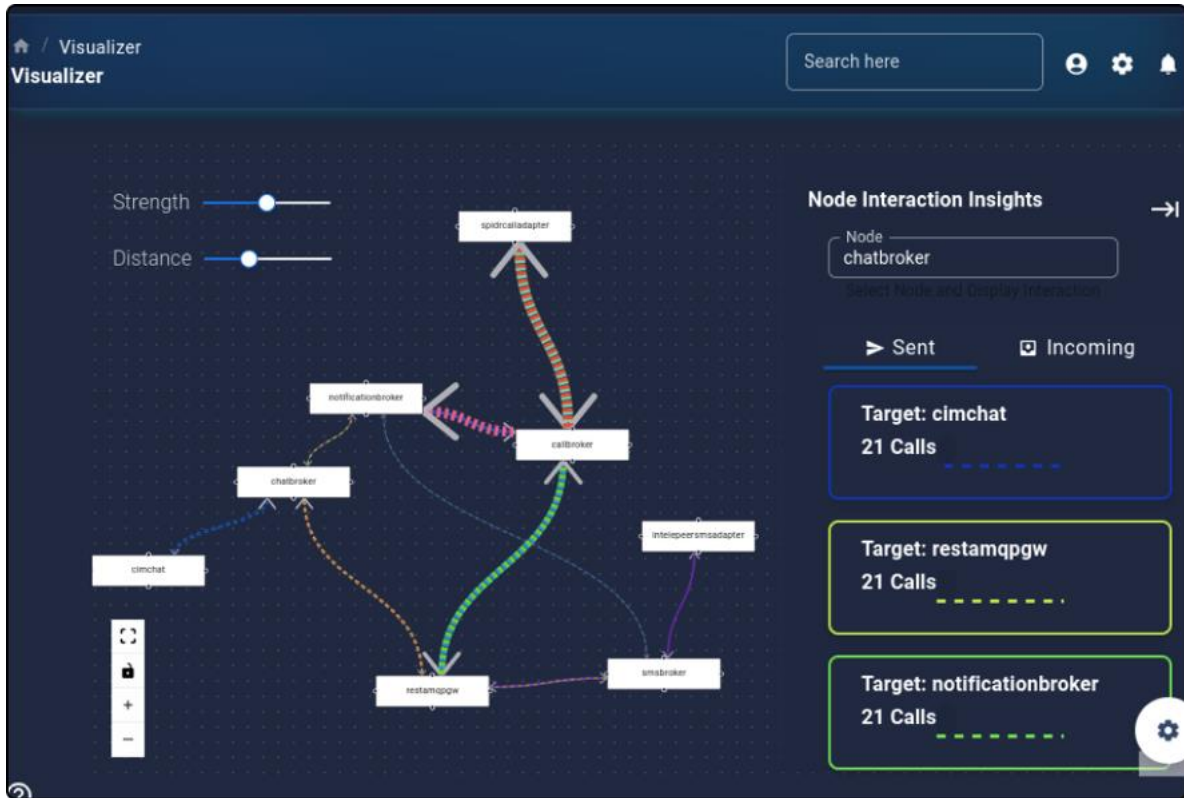 / Visualizer
Visualizer
Search here
Strength
Distance
spidrcalladapter
notificationbroker
callbroker
chatbroker
intelepeersmsadapter
cimchat
smsbroker
restamqpgw
Node Interaction Insights
Node
chatbroker
Select Node and Display Interaction
Sent
Incoming
Target: cimchat
21 Calls
Target: restamqpgw
21 Calls
Target: notificationbroker
21 Calls